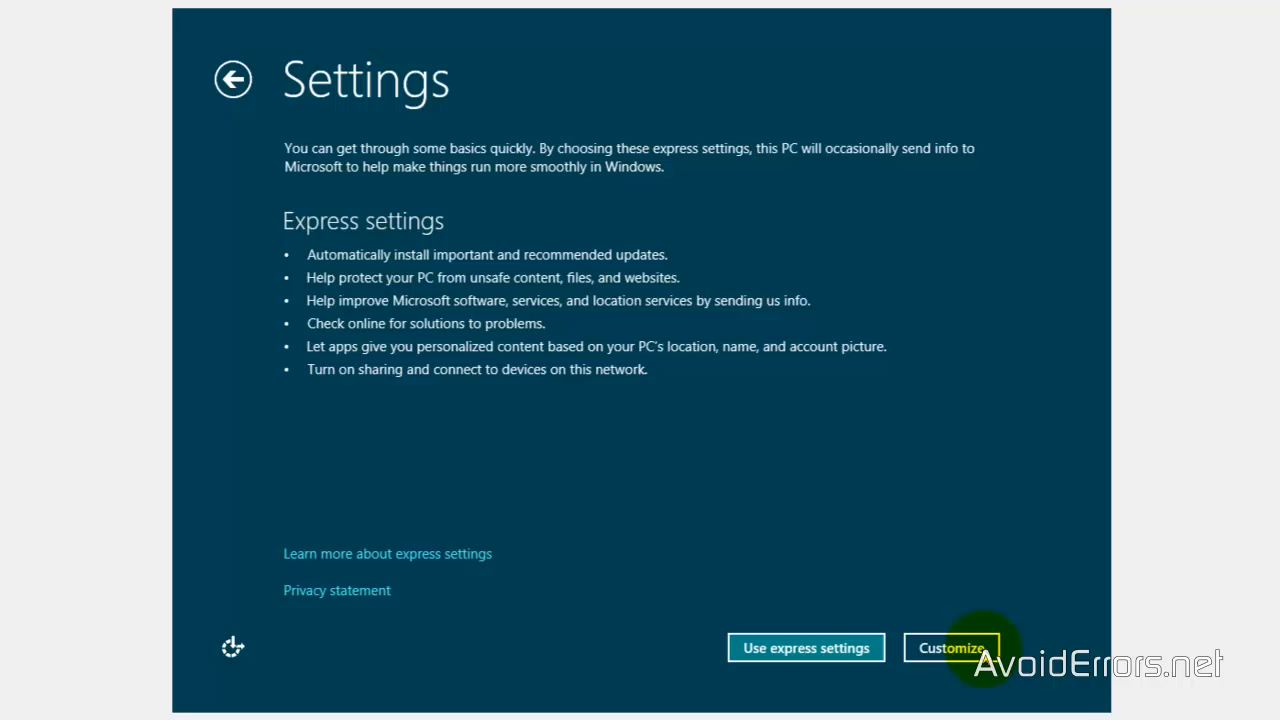 Settings
You can get through some basics quickly. By choosing these express settings, this PC will occasionally send info to
Microsoft to help make things run more smoothly in Windows.
Express settings
• Automatically install important and recommended updates.
• Help protect your PC from unsafe content, files, and websites.
• Help improve Microsoft software, services, and location services by sending us info.
• Check online for solutions to problems.
• Let apps give you personalized content based on your PC's location, name, and account picture.
• Turn on sharing and connect to devices on this network.
Learn more about express settings
Privacy statement
Use express settings
Customize
AvoidErrors.net